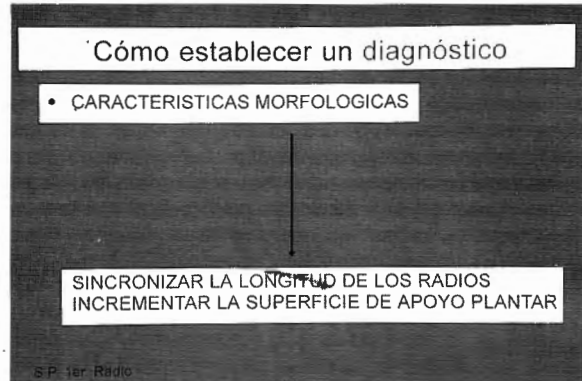 Cómo establecer un diagnóstico
• CARACTERISTICAS MORFOLOGICAS
SINCRONIZAR LA LONGITUD DE LOS RADIOS
INCREMENTAR LA SUPERFICIE DE APOYO PLANTAR
S.P. 1er. Radio